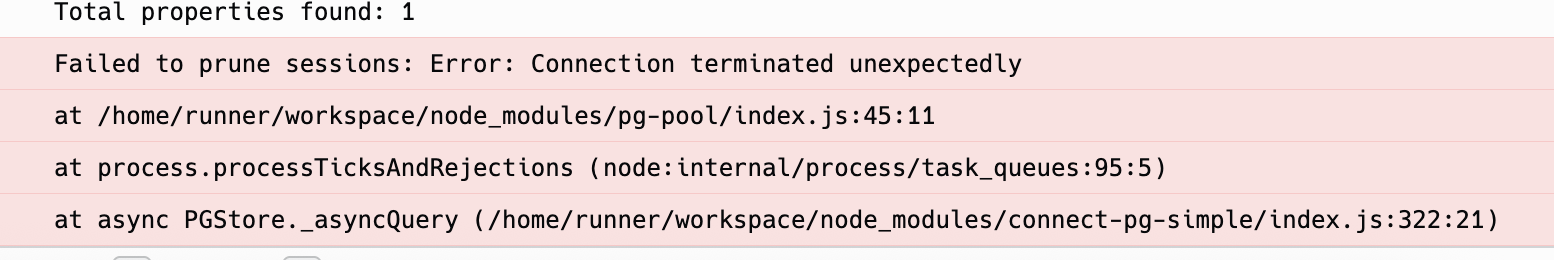 Total properties found: 1
Failed to prune sessions: Error: Connection terminated unexpectedly
at /home/runner/workspace/node_modules/pg-pool/index.js:45:11
at process.processTicksAndRejections (node:internal/process/task_queues:95:5)
at async PGStore._asyncQuery (/home/runner/workspace/node_modules/connect-pg-simple/index.js:322:21)